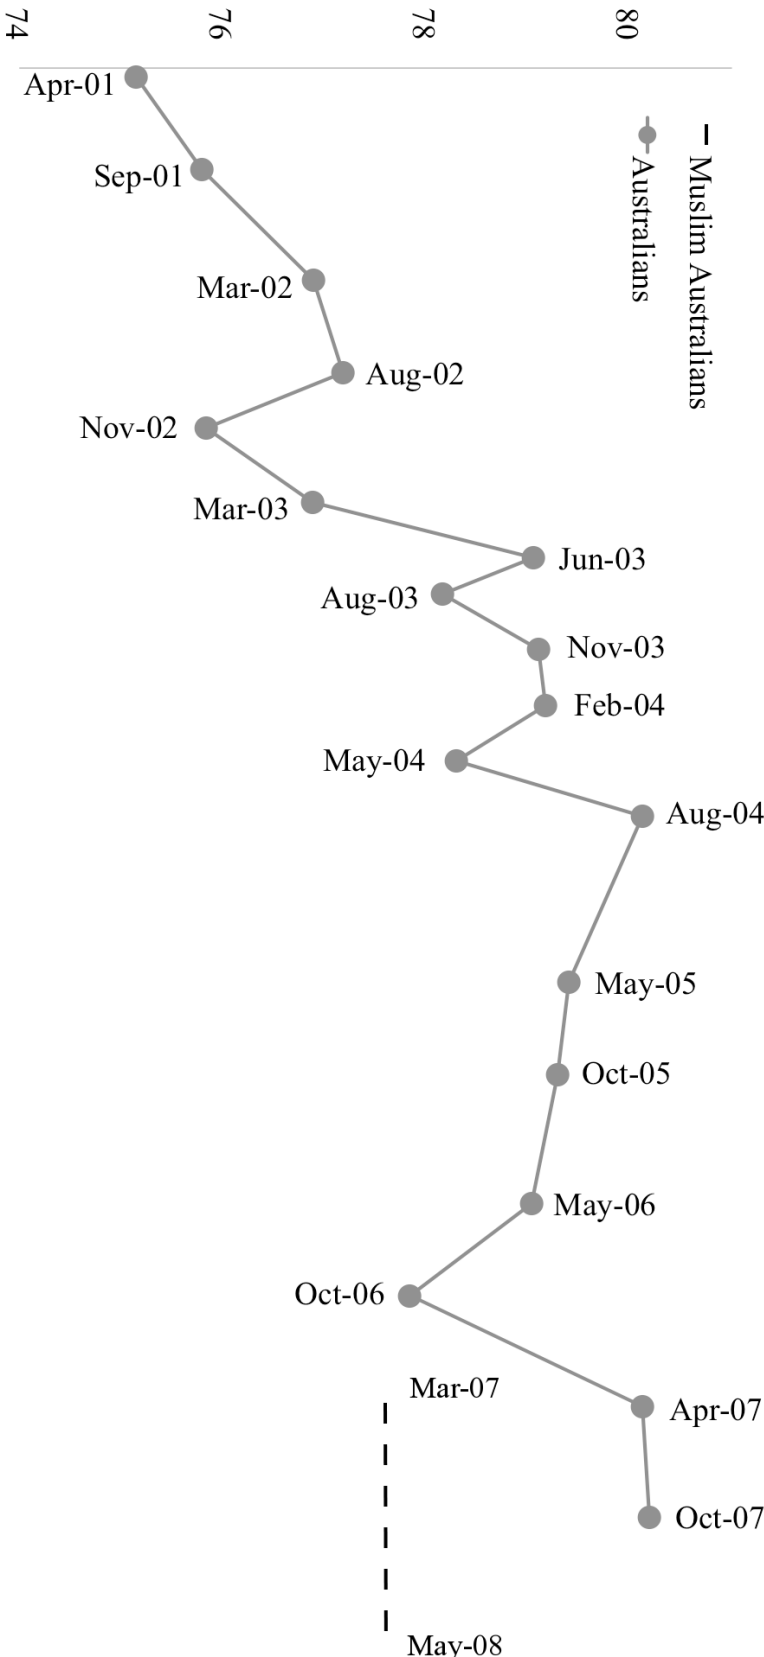 74
76
78
80
Muslim Australians
Australians
Apr-01
Sep-01
Mar-02
Aug-02
Nov-02
Mar-03
Jun-03
Aug-03
Nov-03
Feb-04
May-04
Aug-04
May-05
Oct-05
May-06
Oct-06
Mar-07
Apr-07
Oct-07
May-08